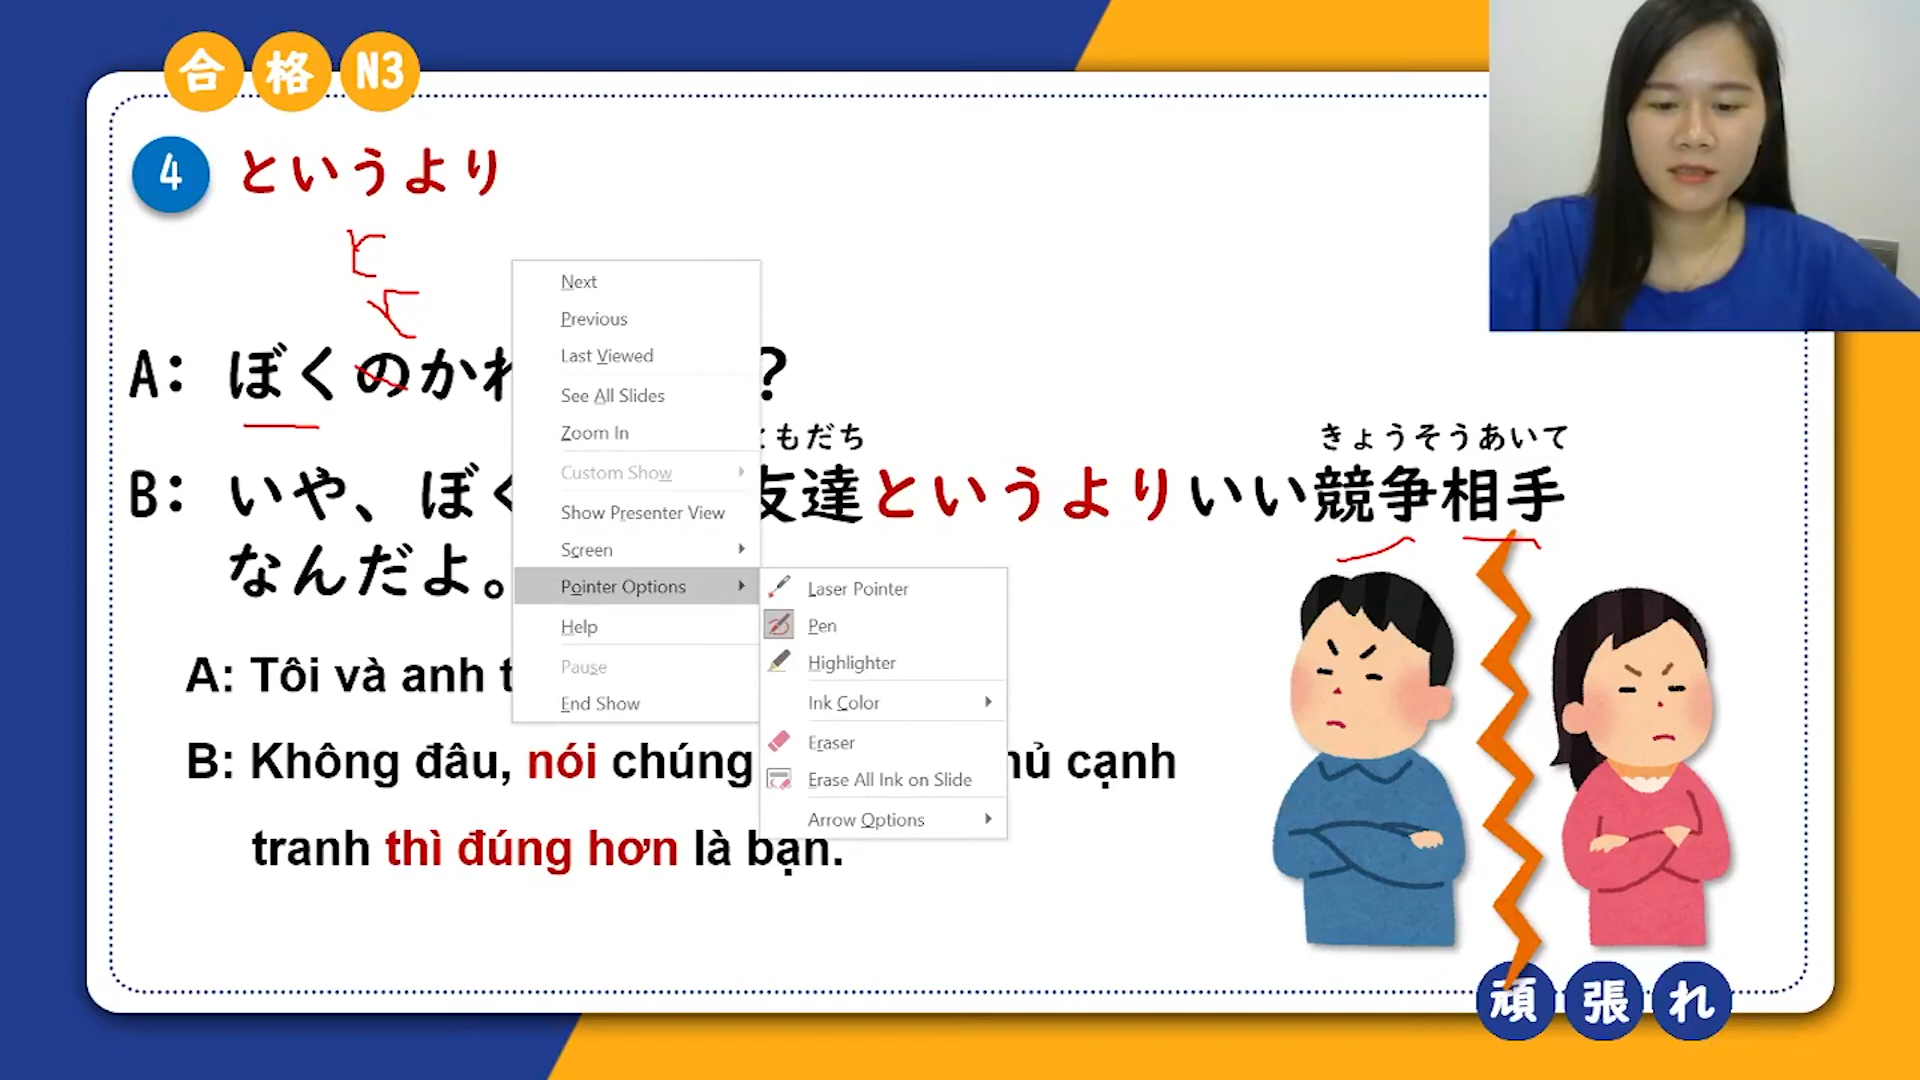 合格N3
4 というより
と
A: ぼくのかれ ?
ともだち きょうそうあいて
B: いや、ぼく 友達というよりいい競争相手
なんだよ。
A: Tôi và anh t
B: Không đâu, nói chúng hủ cạnh
tranh thì đúng hơn là bạn.
Next
Previous
Last Viewed
See All Slides
Zoom In
Custom Show
Show Presenter View
Screen
Pointer Options
Help
Pause
End Show
Laser Pointer
Pen
Highlighter
Ink Color
Eraser
Erase All Ink on Slide
Arrow Options
頑張れ